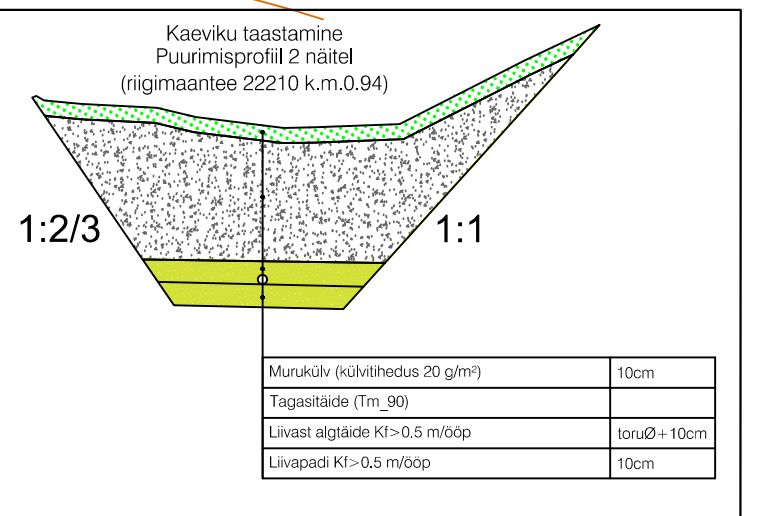 Kaeviku taastamine
Puurimisprofiil 2 näitel
(riigimaantee 22210 k.m.0.94)
1:2/3
1:1
Murukülv (külvitihedus 20 g/m²) 10cm
Tagasitäide (Tm_90)
Liivast algtäide Kf>0.5 m/ööp toruØ+10cm
Liivapadi Kf>0.5 m/ööp 10cm